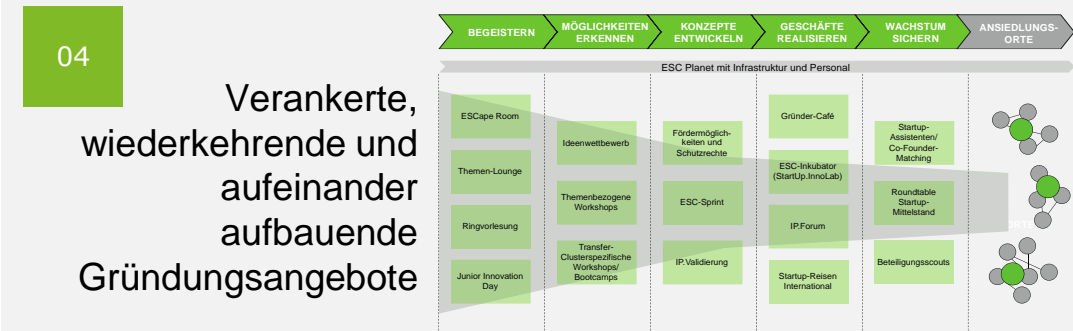 04
Verankerte,
wiederkehrende und
aufeinander
aufbauende
Gründungsangebote
BEGEISTERN
MÖGLICHKEITEN
ERKENNEN
KONZEPTE
ENTWICKELN
GESCHÄFTE
REALISIEREN
WACHSTUM
SICHERN
ANSIEDLUNGS-
ORTE
ESC Planet mit Infrastruktur und Personal
ESCape Room
Themen-Lounge
Ringvorlesung
Junior Innovation
Day
Ideenwettbewerb
Themenbezogene
Workshops
Transfer-
Clusterspezifische
Workshops/
Bootcamps
Fördermöglich-
keiten und
Schutzrechte
ESC-Sprint
IP.Validierung
Gründer-Café
ESC-Inkubator
(StartUp.InnoLab)
IP.Forum
Startup-Reisen
International
Startup-
Assistenten/
Co-Founder-
Matching
Roundtable
Startup-
Mittelstand
Beteiligungsscouts